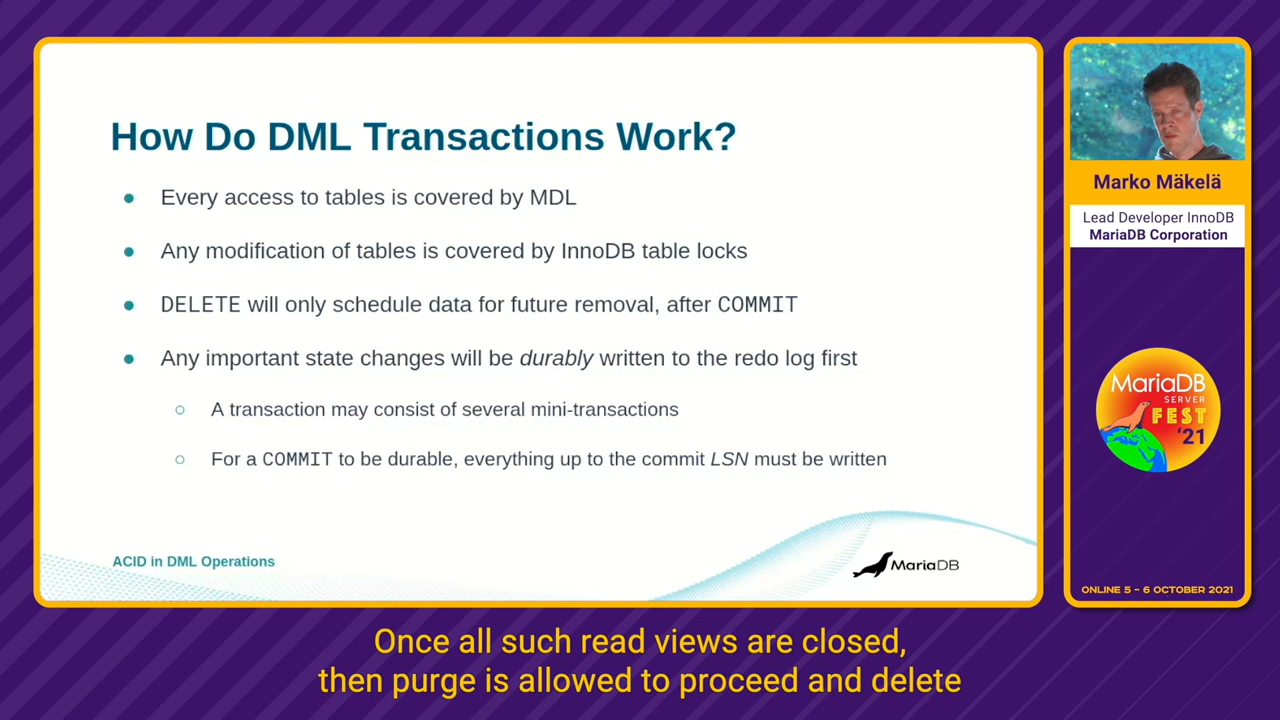 How Do DML Transactions Work?
Every access to tables is covered by MDL
Any modification of tables is covered by InnoDB table locks
DELETE will only schedule data for future removal, after COMMIT
Any important state changes will be durably written to the redo log first
A transaction may consist of several mini-transactions
For a COMMIT to be durable, everything up to the commit LSN must be written
ACID in DML Operations
MariaDB
Marko Mäkelä
Lead Developer InnoDB
MariaDB Corporation
MariaDB
SERVER
FEST
'21
ONLINE 5 - 6 OCTOBER 2021
Once all such read views are closed,
then purge is allowed to proceed and delete